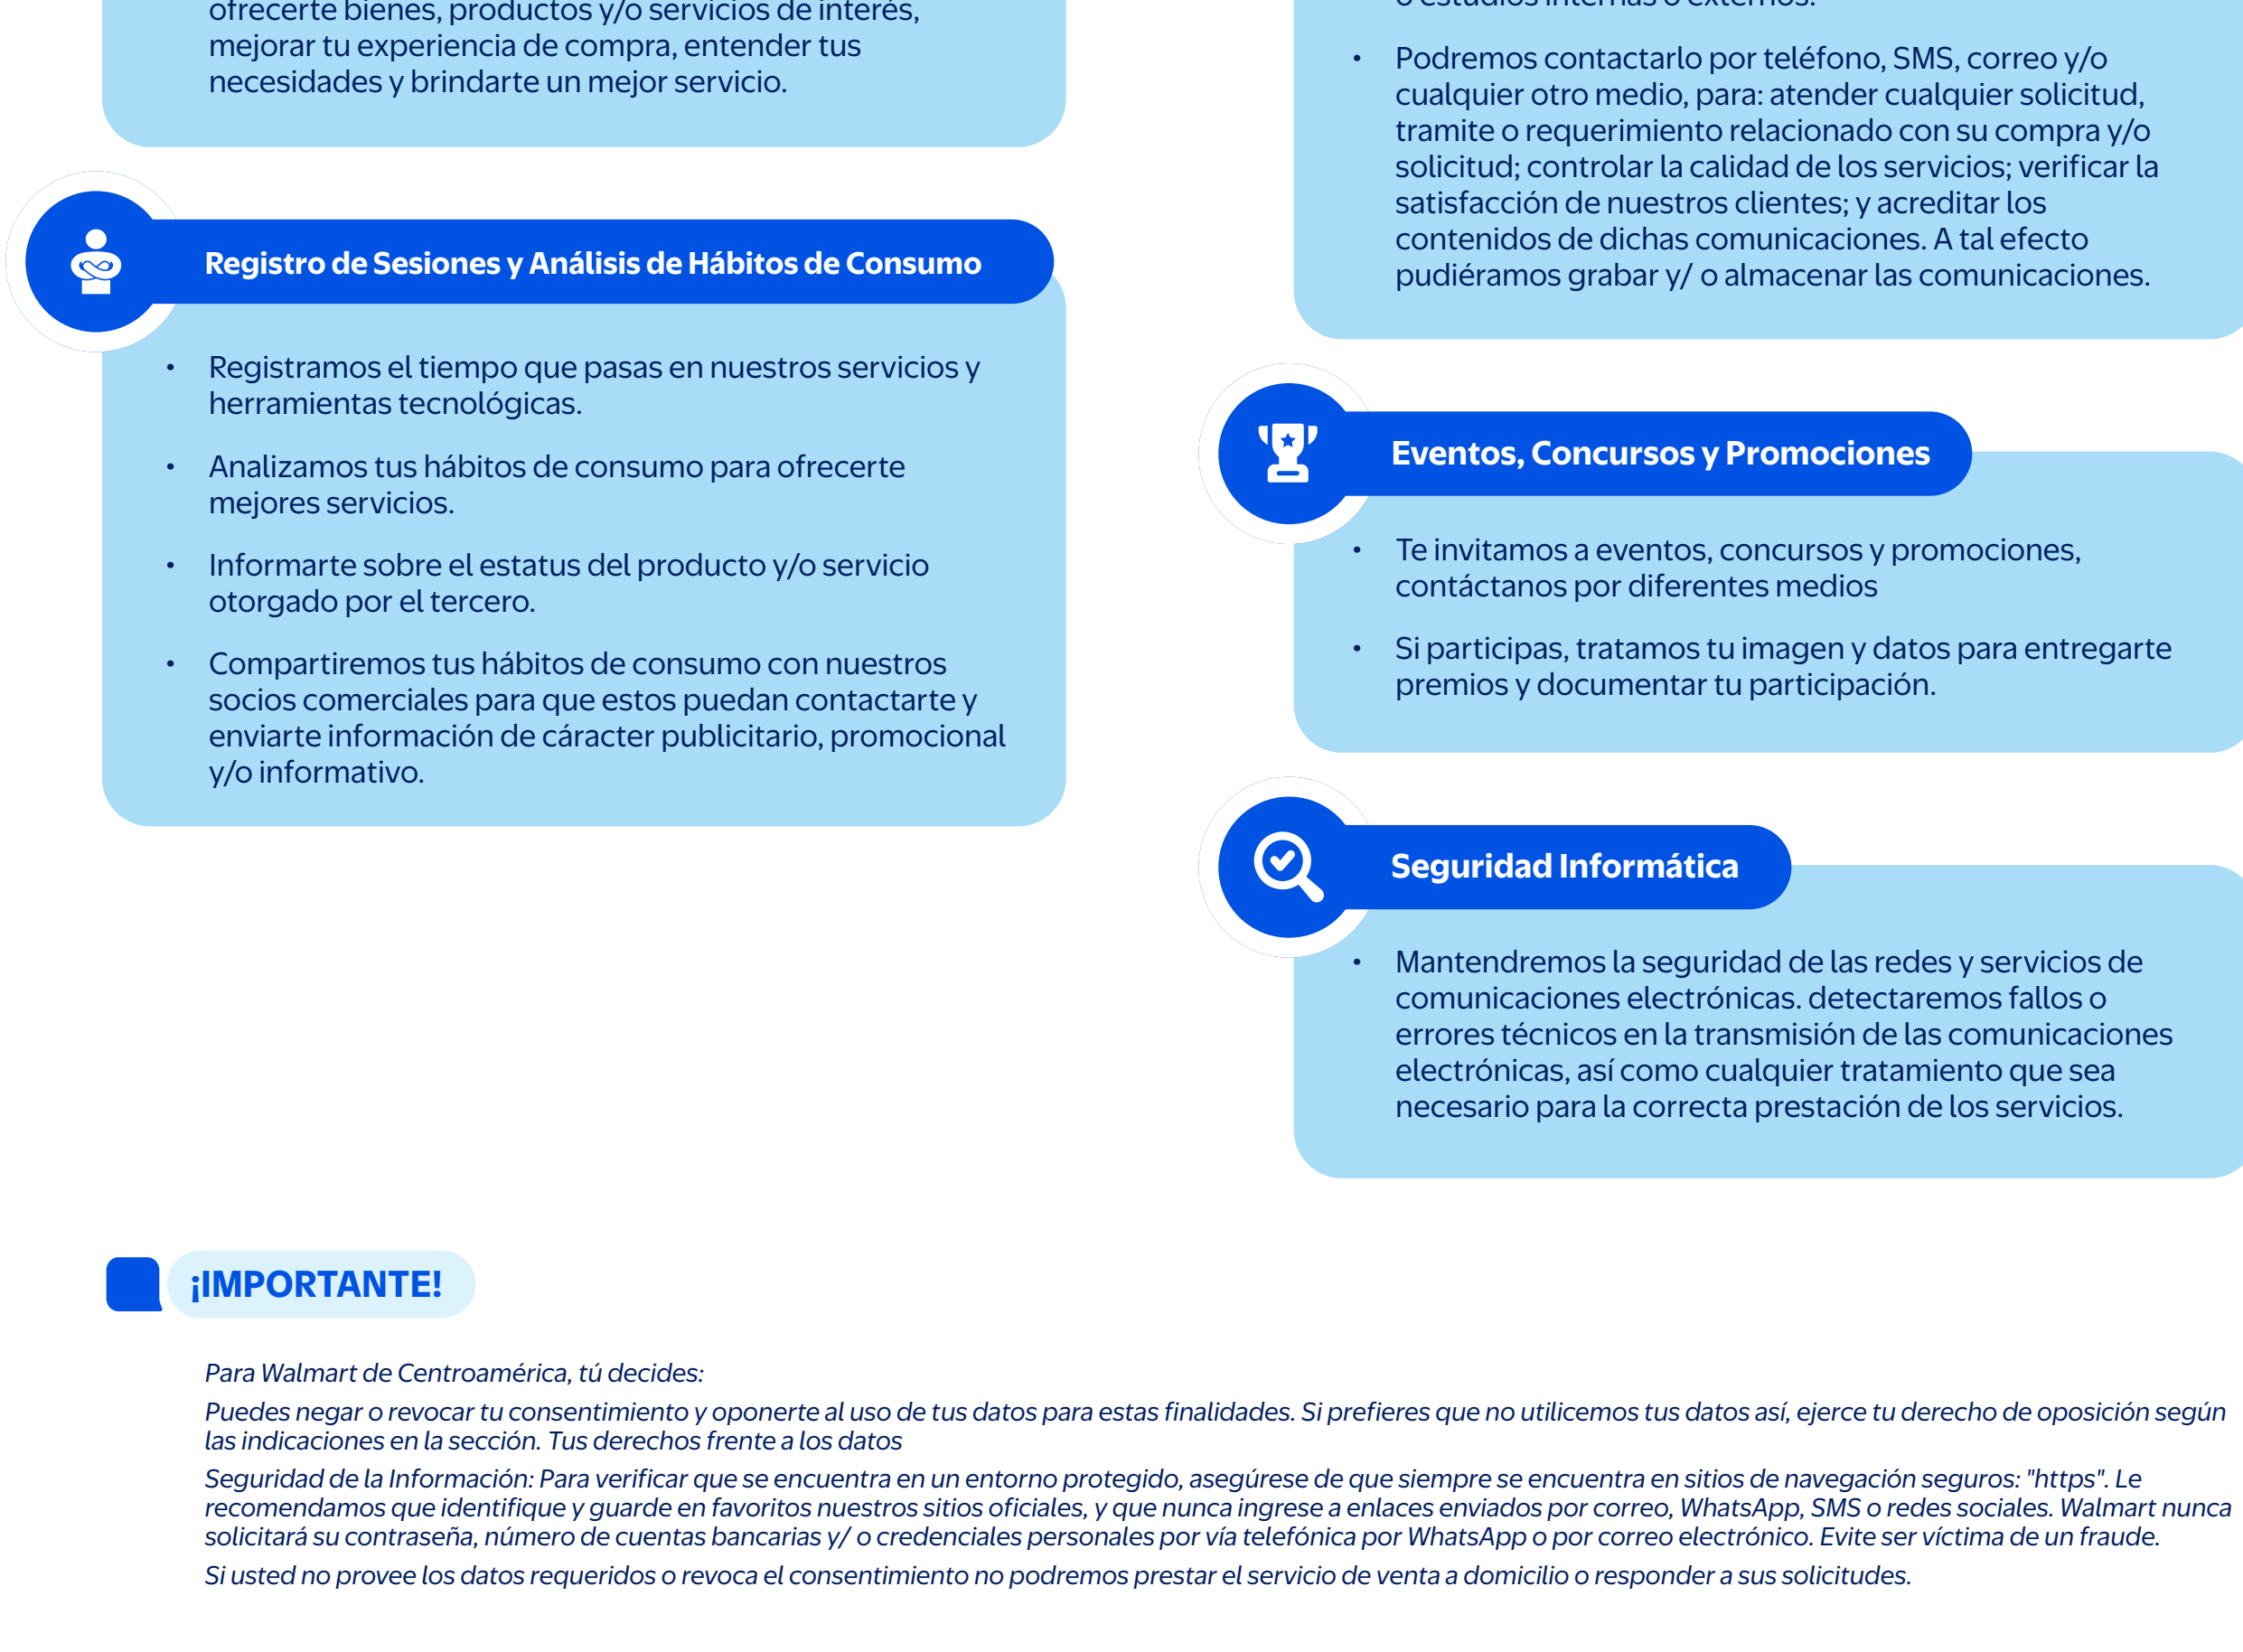 ofrecerte bienes, productos y/o servicios de interés,
mejorar tu experiencia de compra, entender tus
necesidades y brindarte un mejor servicio.
Registro de Sesiones y Análisis de Hábitos de Consumo
• Registramos el tiempo que pasas en nuestros servicios y
herramientas tecnológicas.
• Analizamos tus hábitos de consumo para ofrecerte
mejores servicios.
• Informarte sobre el estatus del producto y/o servicio
otorgado por el tercero.
• Compartiremos tus hábitos de consumo con nuestros
socios comerciales para que estos puedan contactarte y
enviarte información de cáracter publicitario, promocional
y/o informativo.
o estudios internas o externos.
• Podremos contactarlo por teléfono, SMS, correo y/o
cualquier otro medio, para: atender cualquier solicitud,
tramite o requerimiento relacionado con su compra y/o
solicitud; controlar la calidad de los servicios; verificar la
satisfacción de nuestros clientes; y acreditar los
contenidos de dichas comunicaciones. A tal efecto
pudiéramos grabar y/ o almacenar las comunicaciones.
Eventos, Concursos y Promociones
• Te invitamos a eventos, concursos y promociones,
contáctanos por diferentes medios
• Si participas, tratamos tu imagen y datos para entregarte
premios y documentar tu participación.
Seguridad Informática
• Mantendremos la seguridad de las redes y servicios de
comunicaciones electrónicas. detectaremos fallos o
errores técnicos en la transmisión de las comunicaciones
electrónicas, así como cualquier tratamiento que sea
necesario para la correcta prestación de los servicios.
¡IMPORTANTE!
Para Walmart de Centroamérica, tú decides:
Puedes negar o revocar tu consentimiento y oponerte al uso de tus datos para estas finalidades. Si prefieres que no utilicemos tus datos así, ejerce tu derecho de oposición según
las indicaciones en la sección. Tus derechos frente a los datos
Seguridad de la Información: Para verificar que se encuentra en un entorno protegido, asegúrese de que siempre se encuentra en sitios de navegación seguros: "https". Le
recomendamos que identifique y guarde en favoritos nuestros sitios oficiales, y que nunca ingrese a enlaces enviados por correo, WhatsApp, SMS o redes sociales. Walmart nunca
solicitará su contraseña, número de cuentas bancarias y/ o credenciales personales por vía telefónica por WhatsApp o por correo electrónico. Evite ser víctima de un fraude.
Si usted no provee los datos requeridos o revoca el consentimiento no podremos prestar el servicio de venta a domicilio o responder a sus solicitudes.